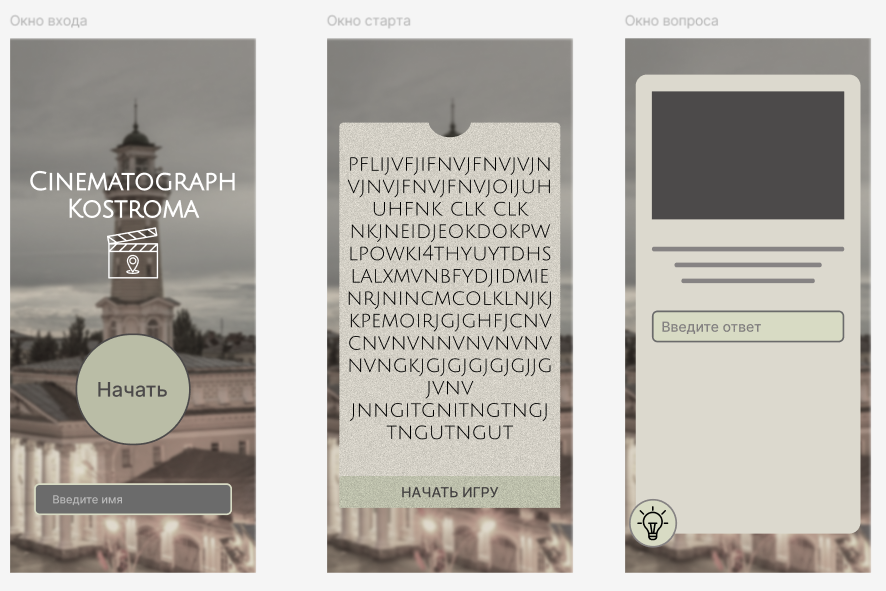 Окно входа
CINEMATOGRAPH
KOSTROMA
Начать
Введите имя
Окно старта
PFLIJVFJIFNVJFNVJVJN
VJNVJFNVJFNVJOIJUH
UHFNK CLK CLK
NKJNEIDJEOKDOKPW
LPOWKI4THYUYTDHS
LALXMVNBFYDJIDMIE
NRJNINCMCOLKLNJKJ
KPEMOIRJGJGHFJCNV
CNVNVNNVNVNVNV
NVNGKJGJGJGJGJGJJG
JVNV
JNNGITGNITNGTNGJ
TNGUTNGUT
НАЧАТЬ ИГРУ
Окно вопроса
Введите ответ